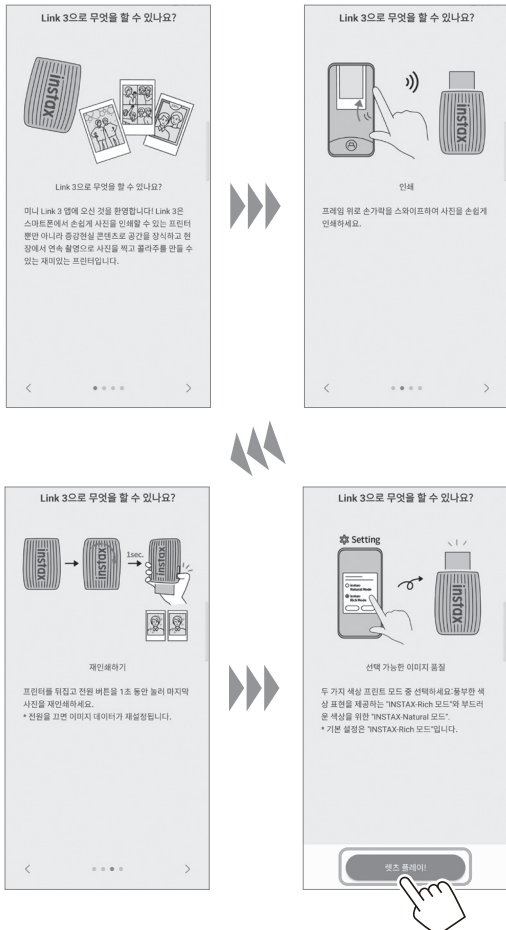 Link 3으로 무엇을 할 수 있나요?
instax
Link 3으로 무엇을 할 수 있나요?
미니 Link 3 앱에 오신 것을 환영합니다! Link 3은
스마트폰에서 손쉽게 사진을 인쇄할 수 있는 프린터
뿐만 아니라 증강현실 콘텐츠로 공간을 장식하고 현
장에서 연속 촬영으로 사진을 찍고 콜라주를 만들 수
있는 재미있는 프린터입니다.
Link 3으로 무엇을 할 수 있나요?
instax
인쇄
프레임 위로 손가락을 스와이프하여 사진을 손쉽게
인쇄하세요.
Link 3으로 무엇을 할 수 있나요?
instax
instax
1sec.
instax
재인쇄하기
프린터를 뒤집고 전원 버튼을 1초 동안 눌러 마지막
사진을 재인쇄하세요.
* 전원을 끄면 이미지 데이터가 재설정됩니다.
Link 3으로 무엇을 할 수 있나요?
Setting
instax
Natural Mode
instax
Rich Mode
instax
선택 가능한 이미지 품질
두 가지 색상 프린트 모드 중 선택하세요:풍부한 색
상 표현을 제공하는 "INSTAX-Rich 모드"와 부드러
운 색상을 위한 "INSTAX-Natural 모드".
* 기본 설정은 "INSTAX-Rich 모드"입니다.
렛츠 플레이!